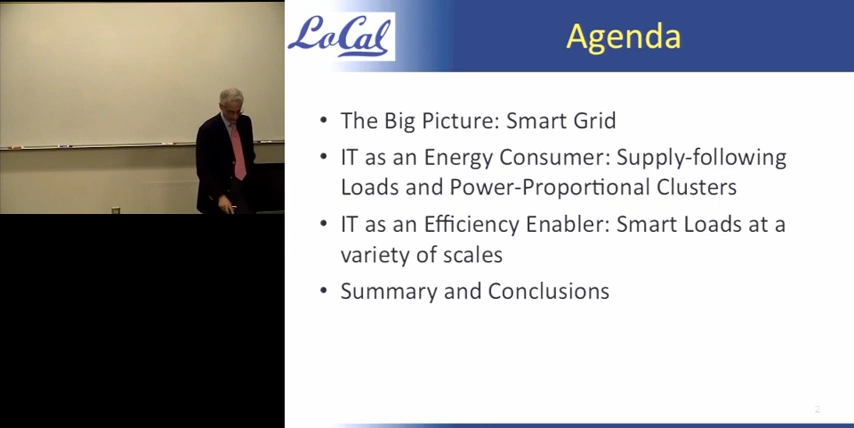 LoCal
Agenda
• The Big Picture: Smart Grid
• IT as an Energy Consumer: Supply-following
Loads and Power-Proportional Clusters
• IT as an Efficiency Enabler: Smart Loads at a
variety of scales
• Summary and Conclusions
2